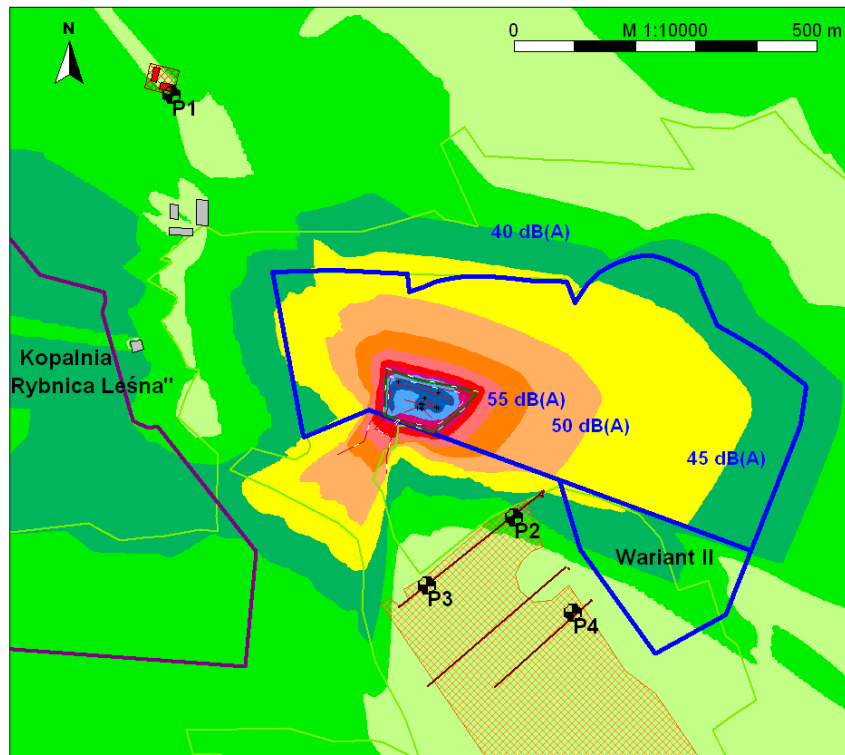 N
0 M 1:10000 500 m
P1
40 dB(A)
Kopalnia
Rybnica Leśna"
55 dB(A)
50 dB(A)
45 dB(A)
P2
Wariant II
P3
P4